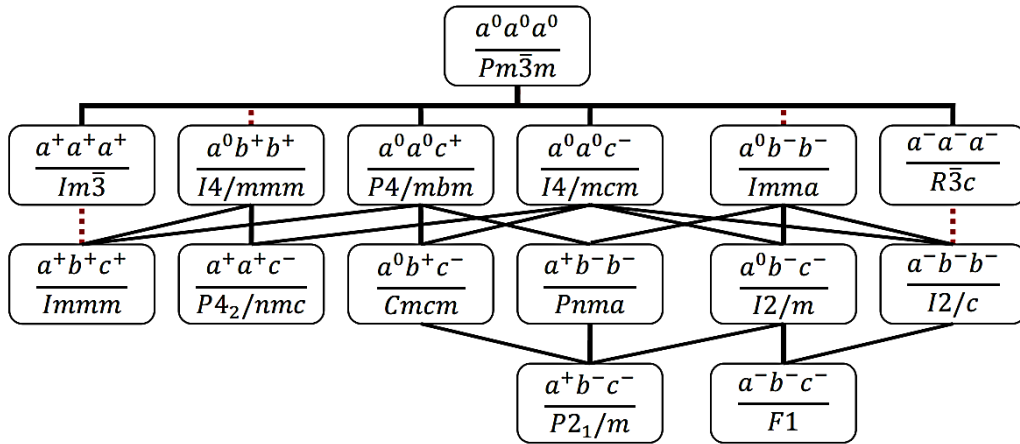 a⁰a⁰a⁰
Pm3̄m
a⁺a⁺a⁺
Im3̄
a⁰b⁺b⁺
I4/mmm
a⁰a⁰c⁺
P4/mbm
a⁰a⁰c⁻
I4/mcm
a⁰b⁻b⁻
Imma
a⁻a⁻a⁻
R3̄c
a⁺b⁺c⁺
Immm
a⁺a⁺c⁻
P4₂/nmc
a⁰b⁺c⁻
Cmcm
a⁺b⁻b⁻
Pnma
a⁰b⁻c⁻
I2/m
a⁻b⁻b⁻
I2/c
a⁺b⁻c⁻
P2₁/m
a⁻b⁻c⁻
F1